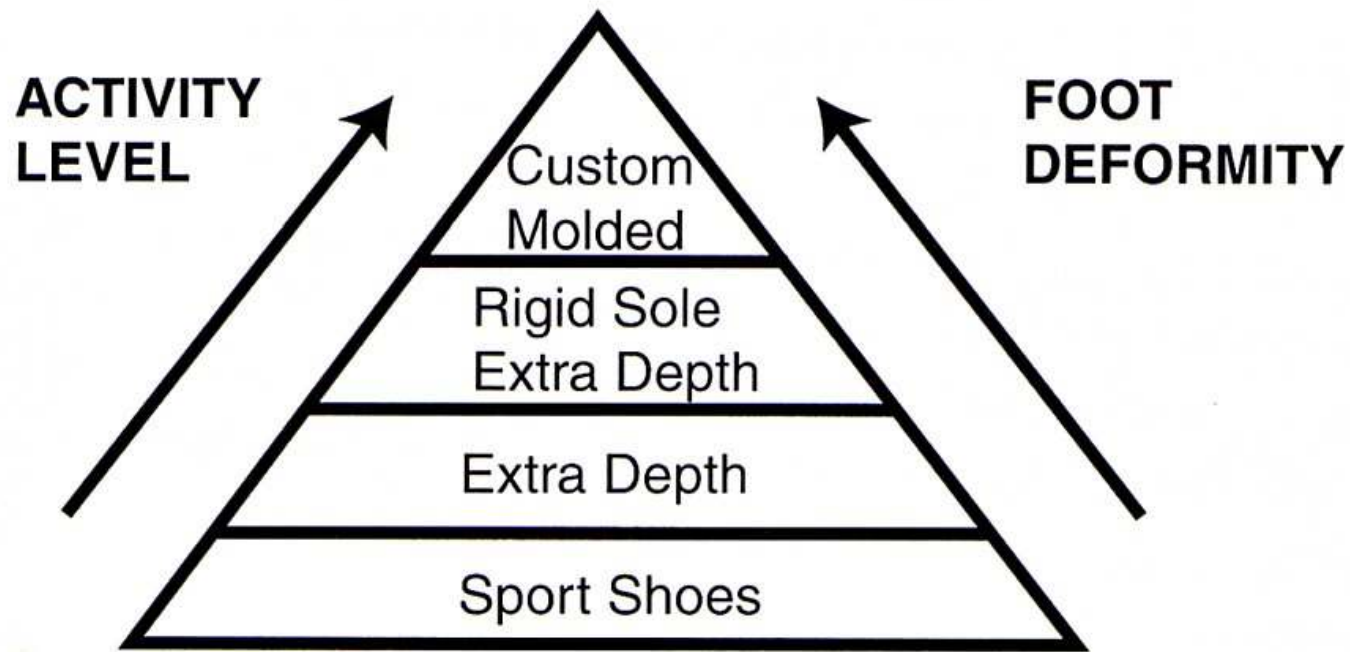 ACTIVITY
LEVEL
FOOT
DEFORMITY
Custom
Molded
Rigid Sole
Extra Depth
Extra Depth
Sport Shoes